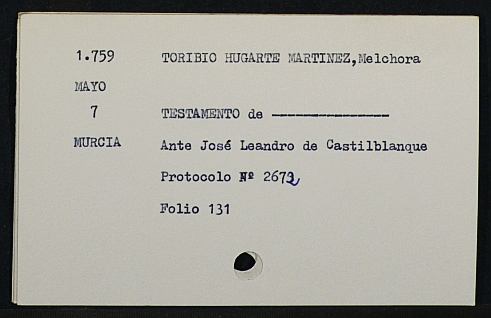 1.759 TORIBIO HUGARTE MARTINEZ,Melchora
MAYO
7 TESTAMENTO de ----------------
MURCIA Ante José Leandro de Castilblanque
Protocolo Nº 2672
Folio 131